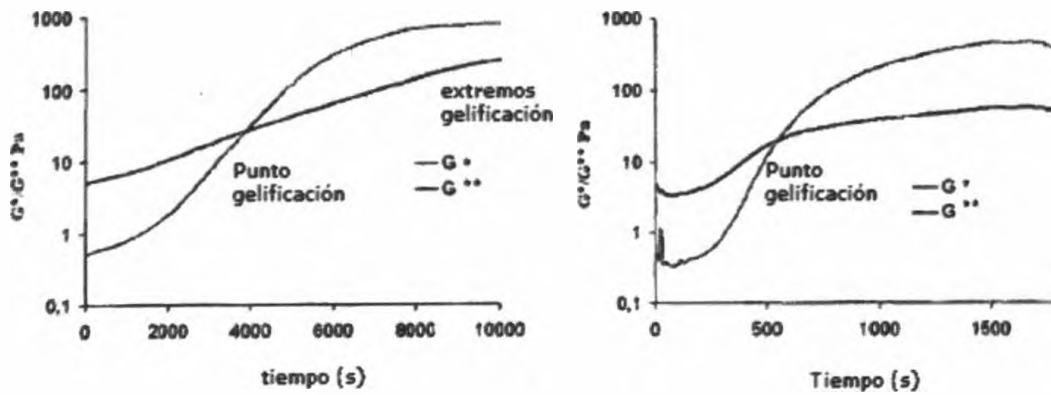 1000
100
10
1
0,1
G*/G** Pa
0
2000
4000
6000
8000
10000
tiempo (s)
Punto
gelificación
extremos
gelificación
G *
G **
1000
100
10
1
0,1
G*/G** Pa
0
500
1000
1500
Tiempo (s)
Punto
gelificación
G *
G **